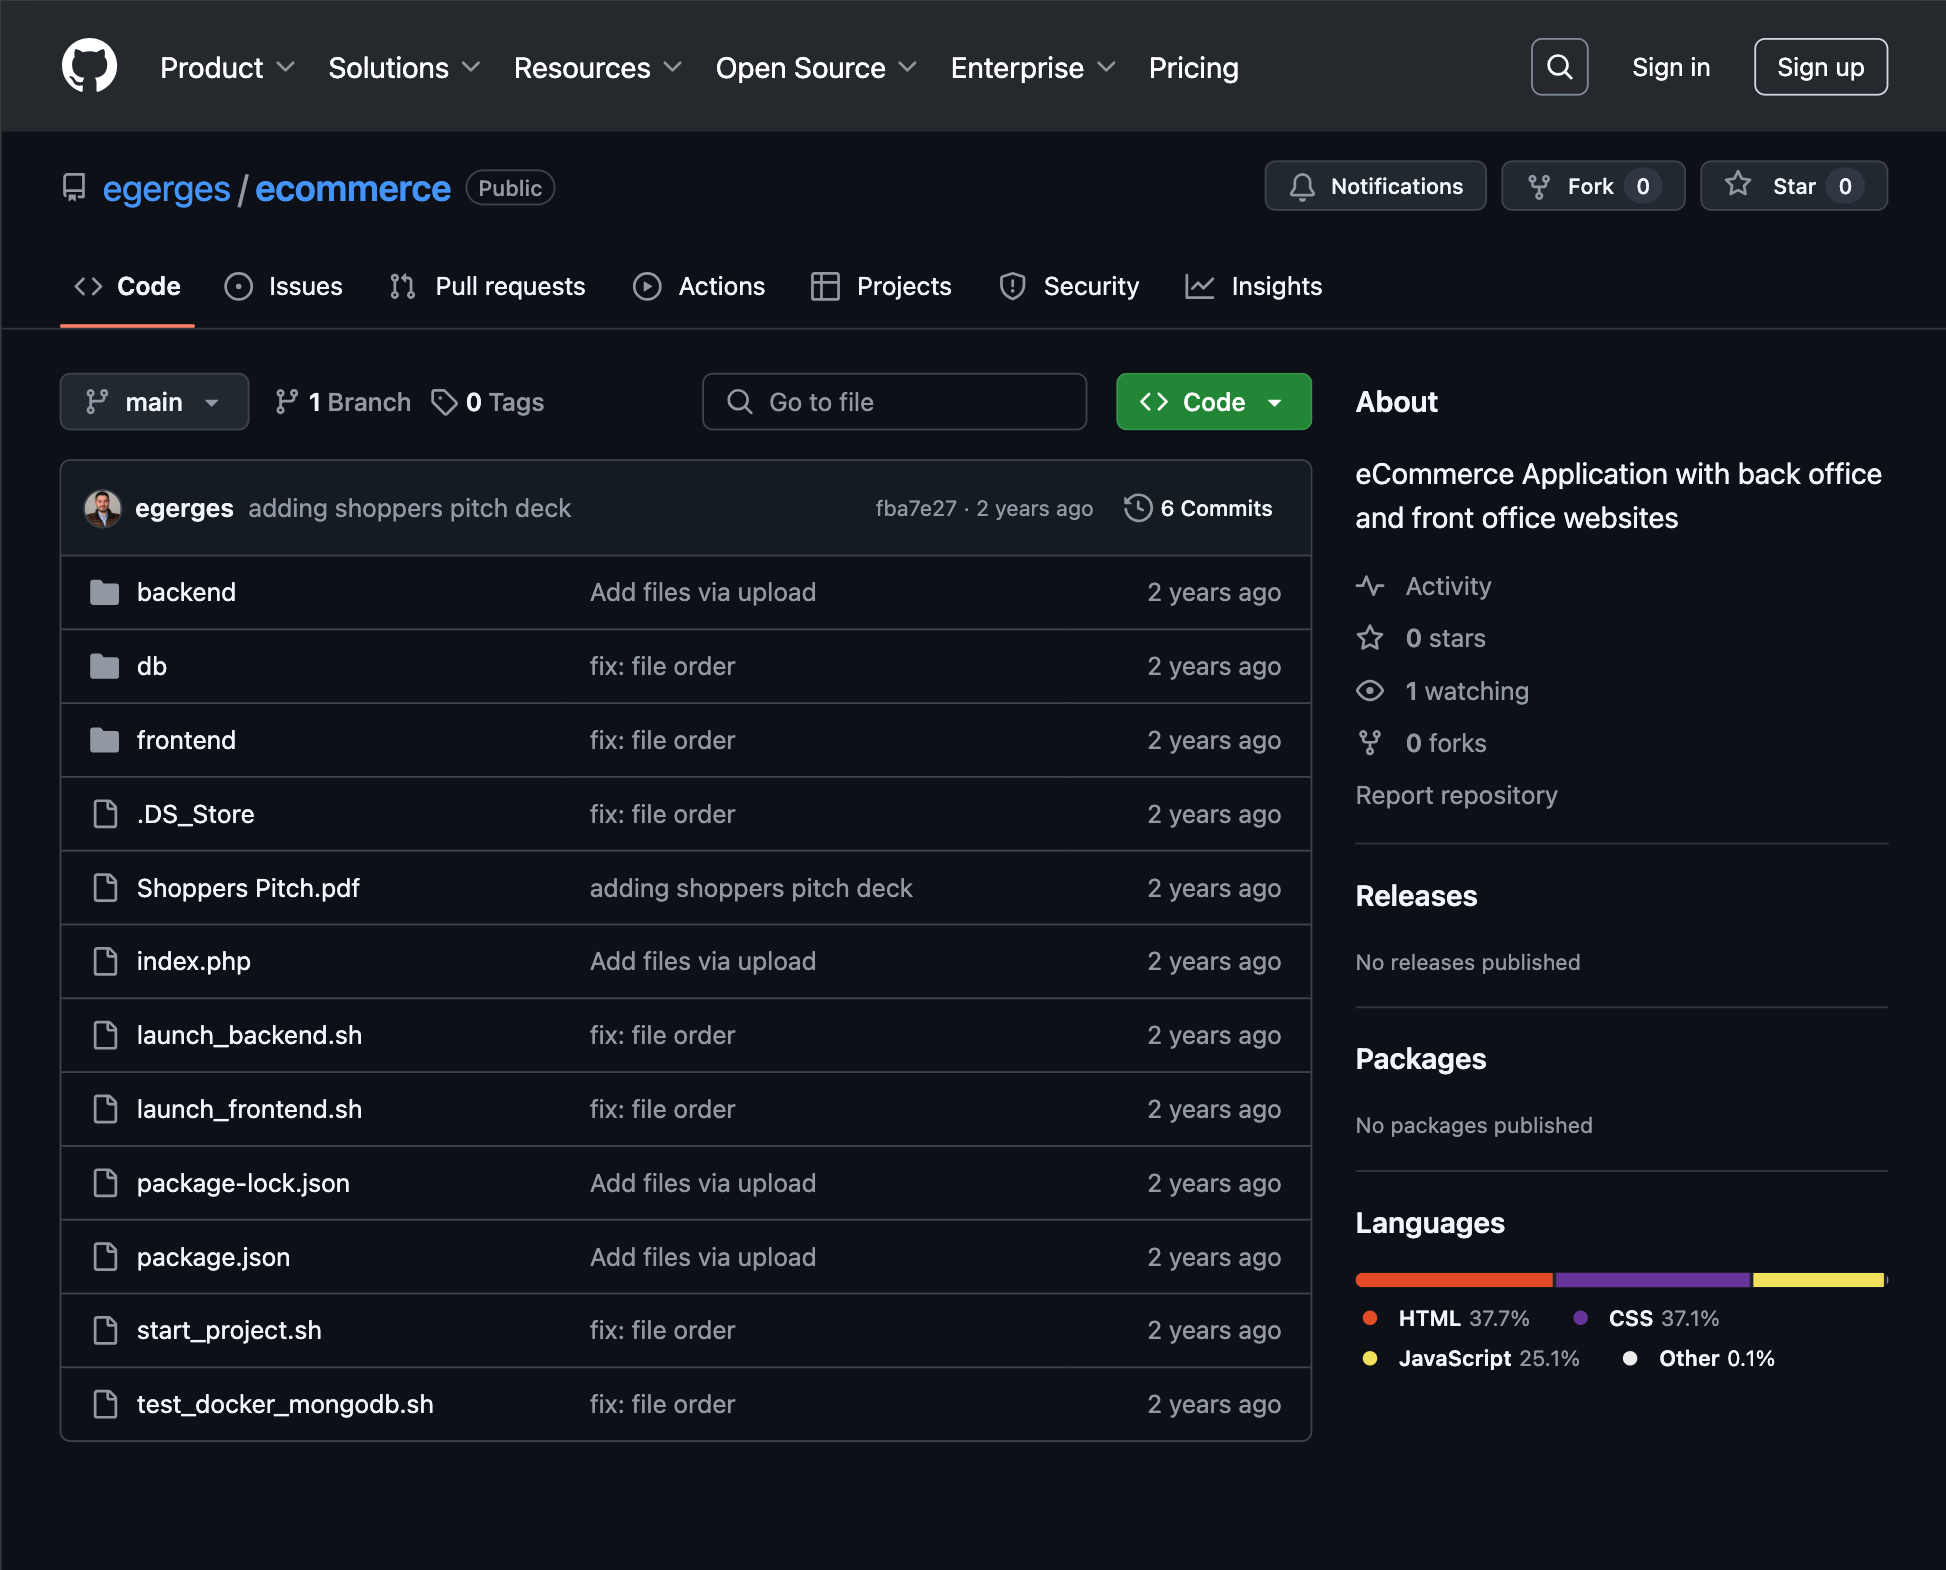 Product Solutions Resources Open Source Enterprise Pricing Sign in Sign up
egerges / ecommerce Public Notifications Fork 0 Star 0
Code Issues Pull requests Actions Projects Security Insights
main 1 Branch 0 Tags Go to file Code
egerges adding shoppers pitch deck fba7e27 · 2 years ago 6 Commits
backend Add files via upload 2 years ago
db fix: file order 2 years ago
frontend fix: file order 2 years ago
.DS_Store fix: file order 2 years ago
Shoppers Pitch.pdf adding shoppers pitch deck 2 years ago
index.php Add files via upload 2 years ago
launch_backend.sh fix: file order 2 years ago
launch_frontend.sh fix: file order 2 years ago
package-lock.json Add files via upload 2 years ago
package.json Add files via upload 2 years ago
start_project.sh fix: file order 2 years ago
test_docker_mongodb.sh fix: file order 2 years ago
About
eCommerce Application with back office
and front office websites
Activity
0 stars
1 watching
0 forks
Report repository
Releases
No releases published
Packages
No packages published
Languages
HTML 37.7% CSS 37.1%
JavaScript 25.1% Other 0.1%